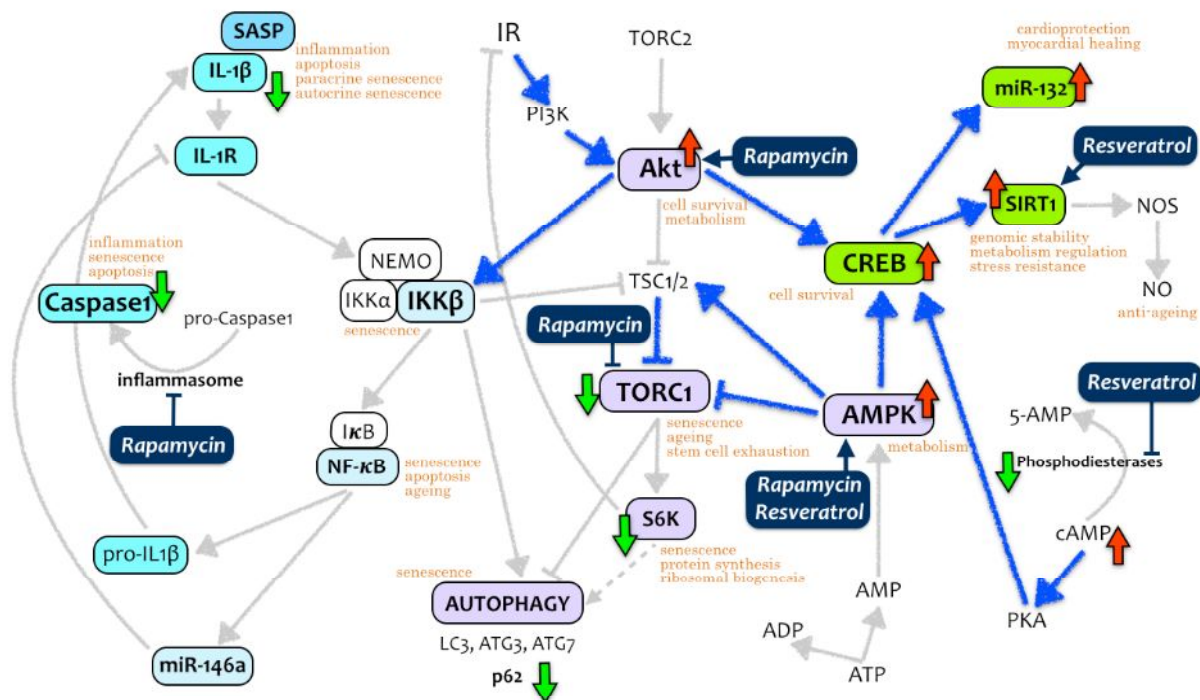 SASP
IL-1β
inflammation
apoptosis
paracrine senescence
autocrine senescence
IL-1R
IR
PI3K
TORC2
Akt
Rapamycin
cell survival
metabolism
cardioprotection
myocardial healing
miR-132
Resveratrol
SIRT1
NOS
genomic stability
metabolism regulation
stress resistance
NO
anti-ageing
CREB
cell survival
inflammation
senescence
apoptosis
Caspase1
pro-Caspase1
inflammasome
Rapamycin
NEMO
IKKα
IKKβ
senescence
TSC1/2
Rapamycin
TORC1
senescence
ageing
stem cell exhaustion
AMPK
metabolism
Rapamycin
Resveratrol
Resveratrol
5-AMP
Phosphodiesterases
cAMP
PKA
IκB
NF-κB
senescence
apoptosis
ageing
S6K
senescence
protein synthesis
ribosomal biogenesis
pro-IL1β
senescence
AUTOPHAGY
LC3, ATG3, ATG7
p62
miR-146a
AMP
ADP
ATP